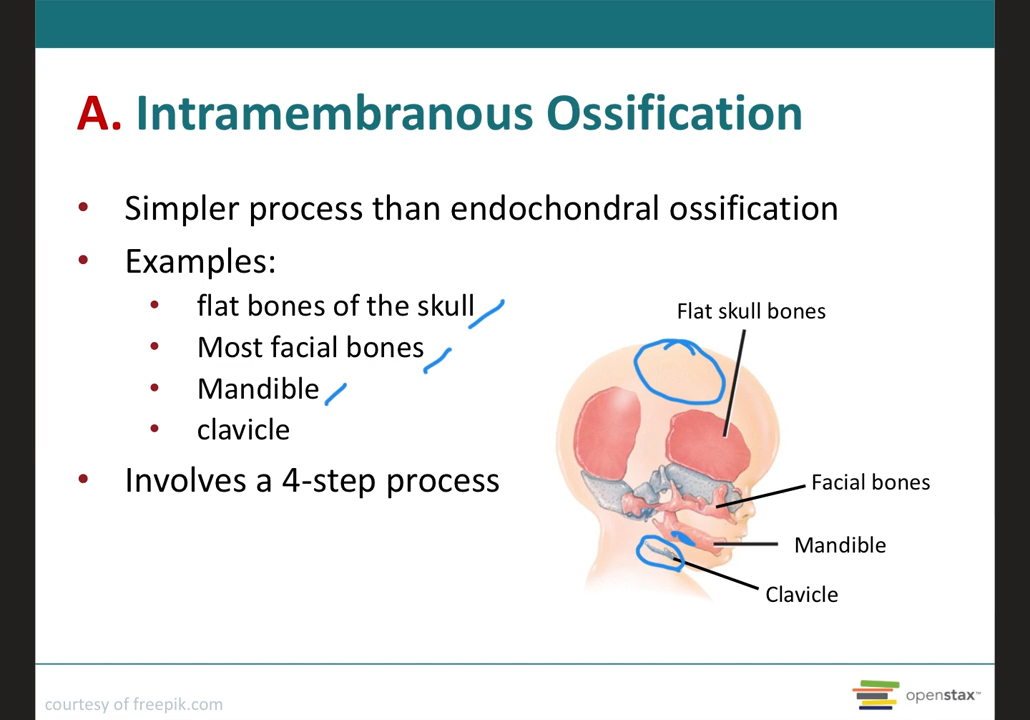 A. Intramembranous Ossification
• Simpler process than endochondral ossification
• Examples:
• flat bones of the skull
• Most facial bones
• Mandible
• clavicle
• Involves a 4-step process
Flat skull bones
Facial bones
Mandible
Clavicle
courtesy of freepik.com
openstax™